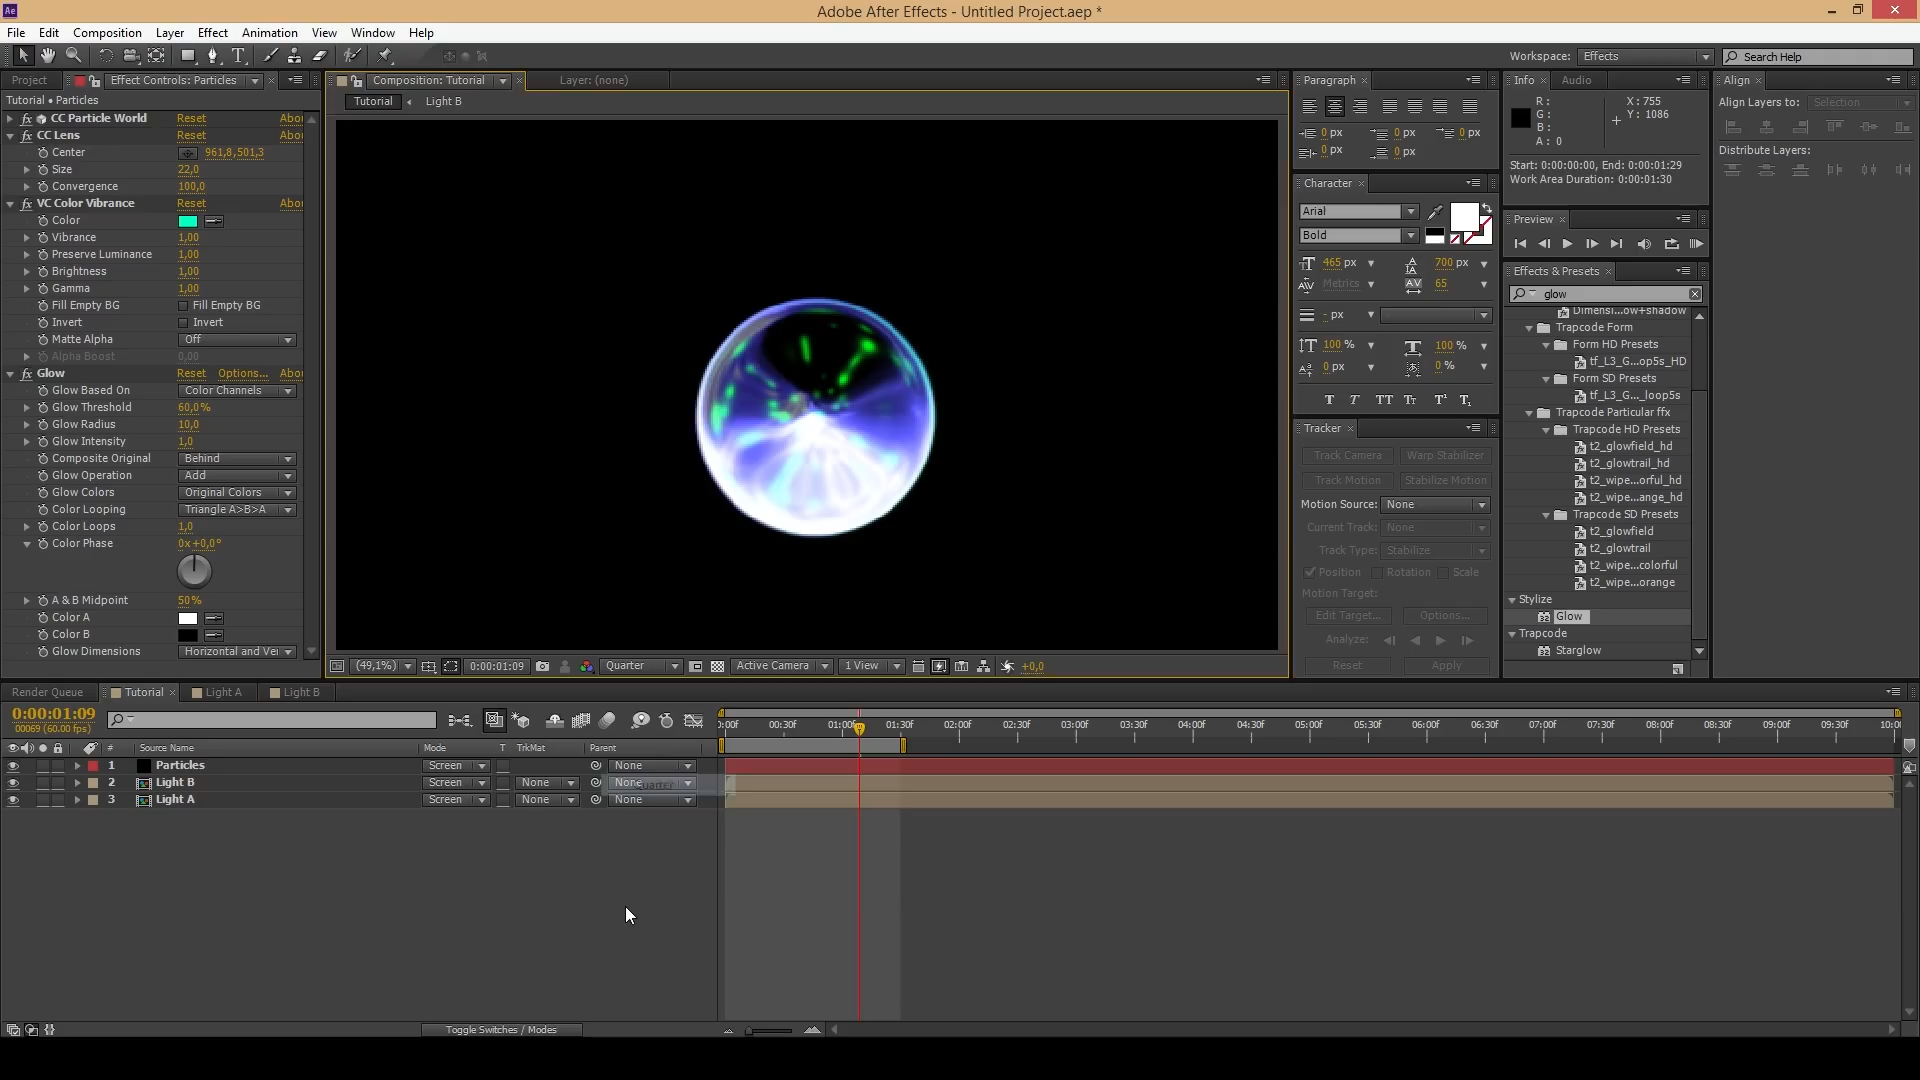 Ae
Adobe After Effects - Untitled Project.aep *
File Edit Composition Layer Effect Animation View Window Help
Workspace: Effects Search Help
Project Effect Controls: Particles
Tutorial • Particles
fx CC Particle World Reset Abou
fx CC Lens Reset Abou
Center 961,8,501,3
Size 22,0
Convergence 100,0
fx VC Color Vibrance Reset Abou
Color
Vibrance 1,00
Preserve Luminance 1,00
Brightness 1,00
Gamma 1,00
Fill Empty BG Fill Empty BG
Invert Invert
Matte Alpha Off
Alpha Boost 0,00
fx Glow Reset Options... Abou
Glow Based On Color Channels
Glow Threshold 60,0%
Glow Radius 10,0
Glow Intensity 1,0
Composite Original Behind
Glow Operation Add
Glow Colors Original Colors
Color Looping Triangle A>B>A
Color Loops 1,0
Color Phase 0x+0,0°
A & B Midpoint 50%
Color A
Color B
Glow Dimensions Horizontal and Ver
Composition: Tutorial Layer: (none)
Tutorial Light B
(49,1%) 0:00:01:09 Quarter Active Camera 1 View +0,0
Paragraph
0 px 0 px 0 px
0 px 0 px
Character
Arial
Bold
465 px 700 px
Metrics 65
- px
100 % 100 %
0 px 0 %
T T TT Tt T¹ T₁
Tracker
Track Camera Warp Stabilizer
Track Motion Stabilize Motion
Motion Source: None
Current Track: None
Track Type: Stabilize
Position Rotation Scale
Motion Target:
Edit Target... Options...
Analyze:
Reset Apply
Info Audio
R : X : 755
G : Y : 1086
B :
A : 0
Start: 0:00:00:00, End: 0:00:01:29
Work Area Duration: 0:00:01:30
Preview
Effects & Presets
glow
Dimensi...ow+shadow
Trapcode Form
Form HD Presets
tf_L3_G...op5s_HD
Form SD Presets
tf_L3_G..._loop5s
Trapcode Particular ffx
Trapcode HD Presets
t2_glowfield_hd
t2_glowtrail_hd
t2_wipe...orful_hd
t2_wipe...ange_hd
Trapcode SD Presets
t2_glowfield
t2_glowtrail
t2_wipe...colorful
t2_wipe...orange
Stylize
Glow
Trapcode
Starglow
Align
Align Layers to: Selection
Distribute Layers:
Render Queue Tutorial Light A Light B
0:00:01:09
00069 (60.00 fps)
# Source Name Mode T TrkMat Parent
1 Particles Screen None
2 Light B Screen None None
3 Light A Screen None None
Quarter
):00f 00:30f 01:00f 01:30f 02:00f 02:30f 03:00f 03:30f 04:00f 04:30f 05:00f 05:30f 06:00f 06:30f 07:00f 07:30f 08:00f 08:30f 09:00f 09:30f 10:00
Toggle Switches / Modes